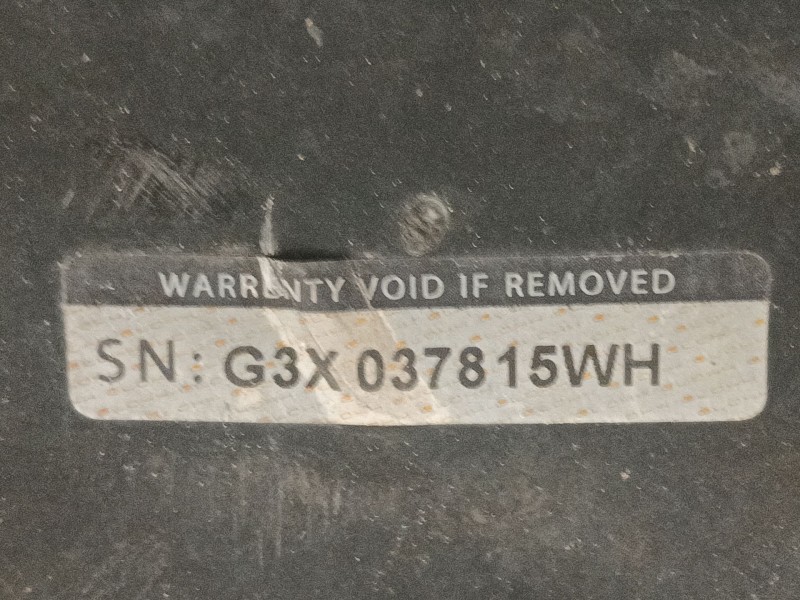 WARRENTY VOID IF REMOVED
SN: G3X 037815WH